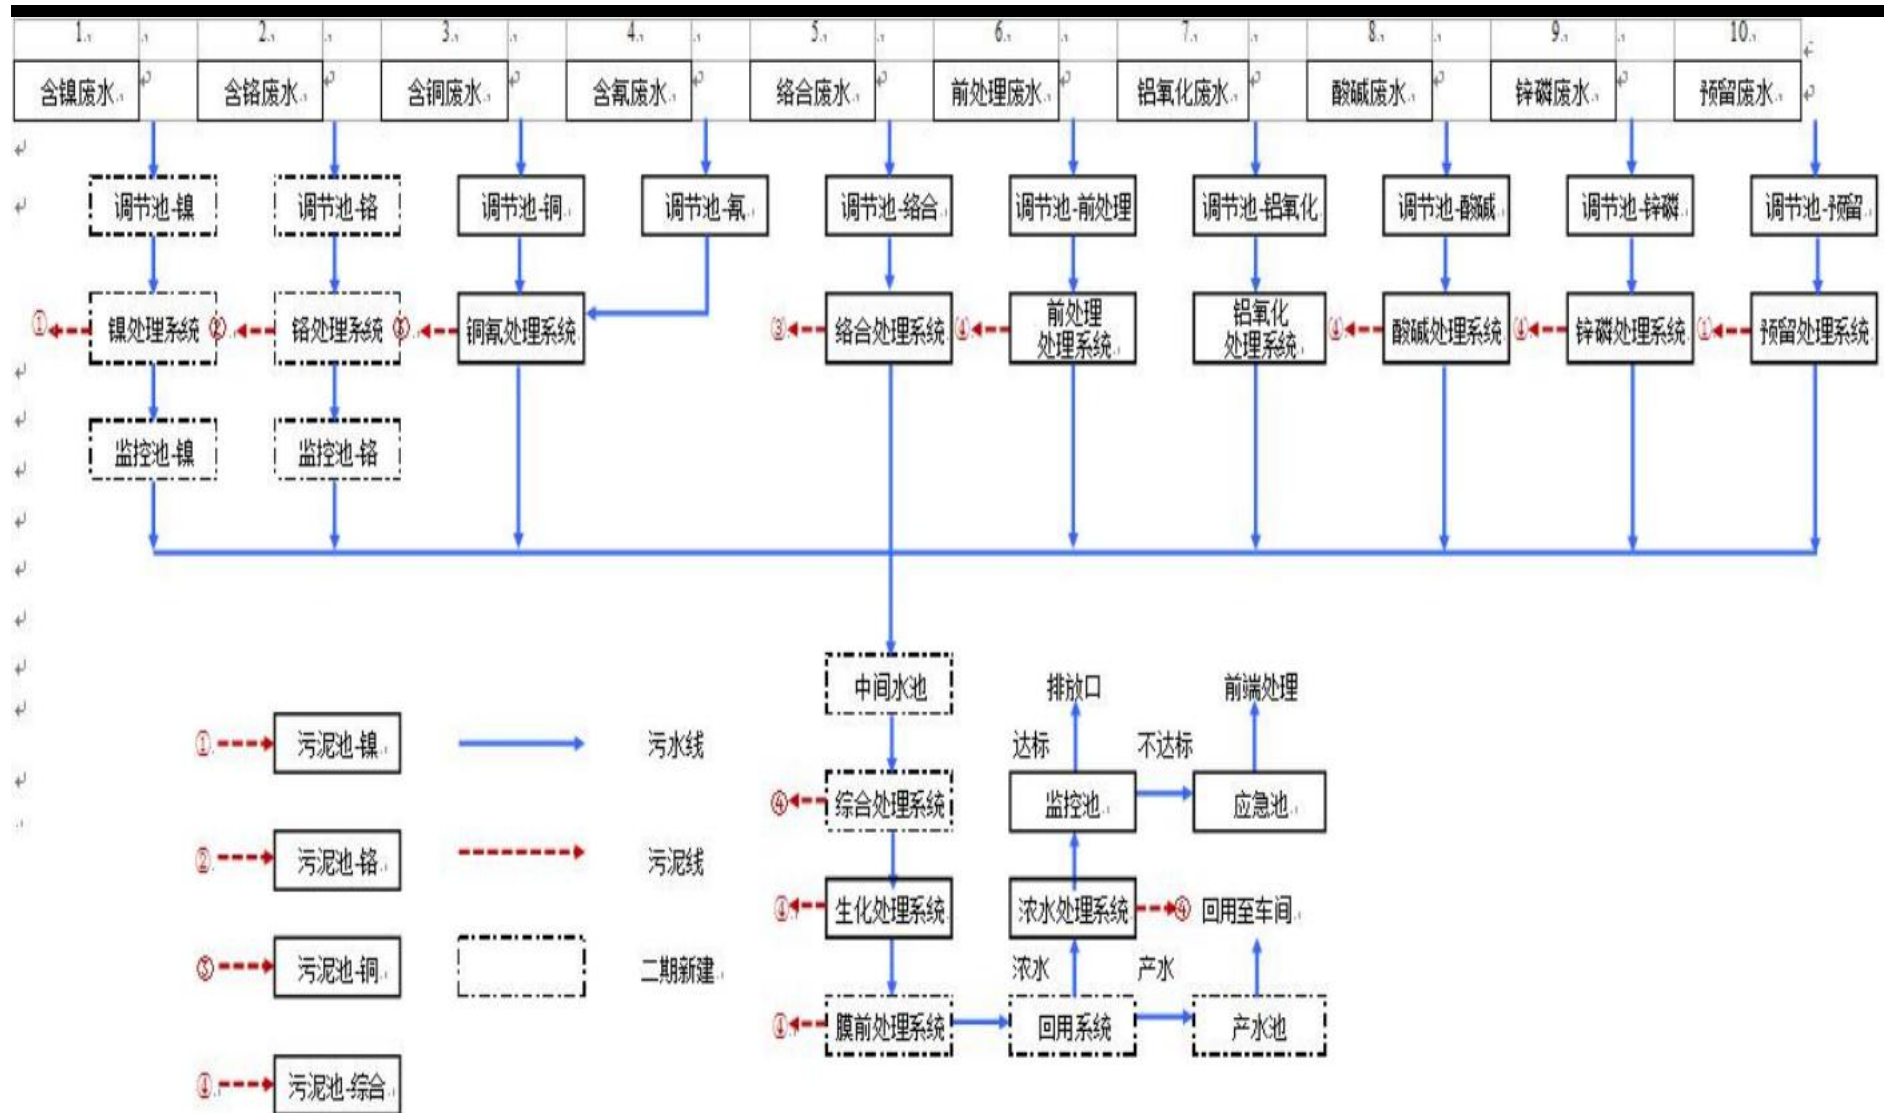 1. 2. 3. 4. 5. 6. 7. 8. 9. 10.
含镍废水 含铬废水 含铜废水 含氰废水 络合废水 前处理废水 铝氧化废水 酸碱废水 锌磷废水 预留废水
调节池-镍 调节池-铬 调节池-铜 调节池-氰 调节池-络合 调节池-前处理 调节池-铝氧化 调节池-酸碱 调节池-锌磷 调节池-预留
① 镍处理系统 ② 铬处理系统 ③ 铜氰处理系统 ③ 络合处理系统 ④ 前处理 处理系统 铝氧化 处理系统 ④ 酸碱处理系统 ④ 锌磷处理系统 ① 预留处理系统
监控池-镍 监控池-铬
中间水池 排放口 前端处理
① 污泥池-镍 污水线 达标 不达标
④ 综合处理系统 监控池 应急池
② 污泥池-铬 污泥线
④ 生化处理系统 浓水处理系统 ④ 回用至车间
③ 污泥池-铜 二期新建 浓水 产水
④ 膜前处理系统 回用系统 产水池
④ 污泥池-综合